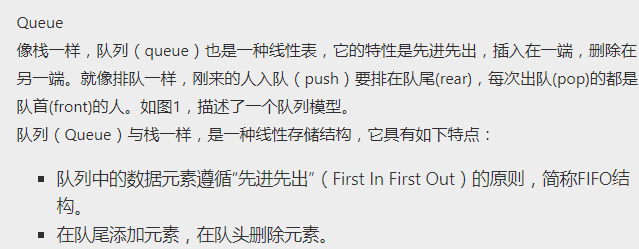 Queue
像栈一样，队列（queue）也是一种线性表，它的特性是先进先出，插入在一端，删除在
另一端。就像排队一样，刚来的人入队（push）要排在队尾(rear)，每次出队(pop)的都是
队首(front)的人。如图1，描述了一个队列模型。
队列（Queue）与栈一样，是一种线性存储结构，它具有如下特点：
队列中的数据元素遵循“先进先出”（First In First Out）的原则，简称FIFO结
构。
在队尾添加元素，在队头删除元素。